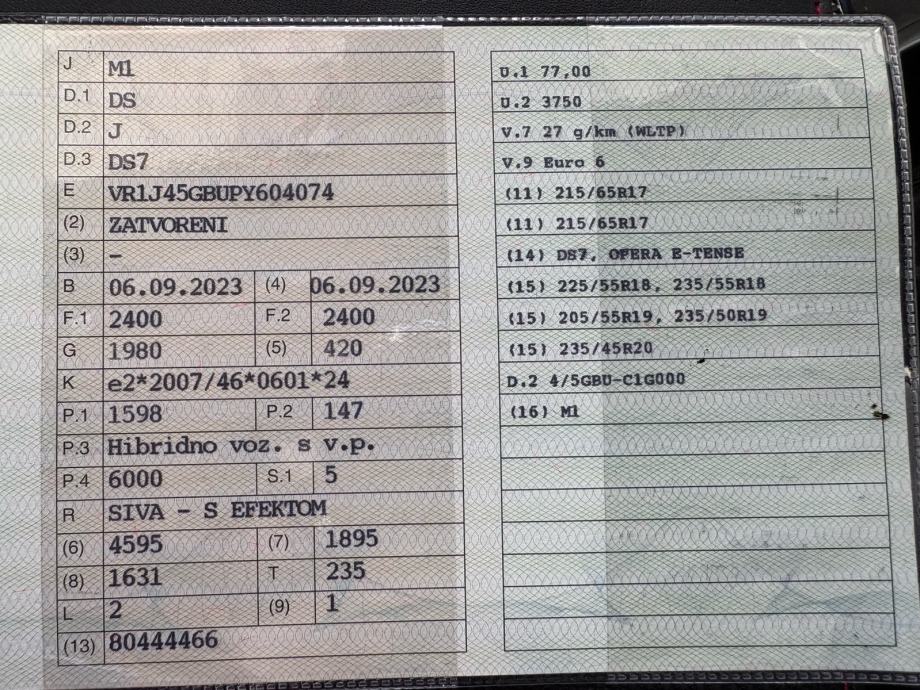 J M1
D.1 DS
D.2 J
D.3 DS7
E VR1J45GBUPY604074
(2) ZATVORENI
(3) –
B 06.09.2023 (4) 06.09.2023
F.1 2400 F.2 2400
G 1980 (5) 420
K e2*2007/46*0601*24
P.1 1598 P.2 147
P.3 Hibridno voz. s v.p.
P.4 6000 S.1 5
R SIVA – S EFEKTOM
(6) 4595 (7) 1895
(8) 1631 T 235
L 2 (9) 1
(13) 80444466
U.1 77,00
U.2 3750
V.7 27 g/km (WLTP)
V.9 Euro 6
(11) 215/65R17
(11) 215/65R17
(14) DS7, OPERA E-TENSE
(15) 225/55R18, 235/55R18
(15) 205/55R19, 235/50R19
(15) 235/45R20
D.2 4/5GBU-C1G000
(16) M1